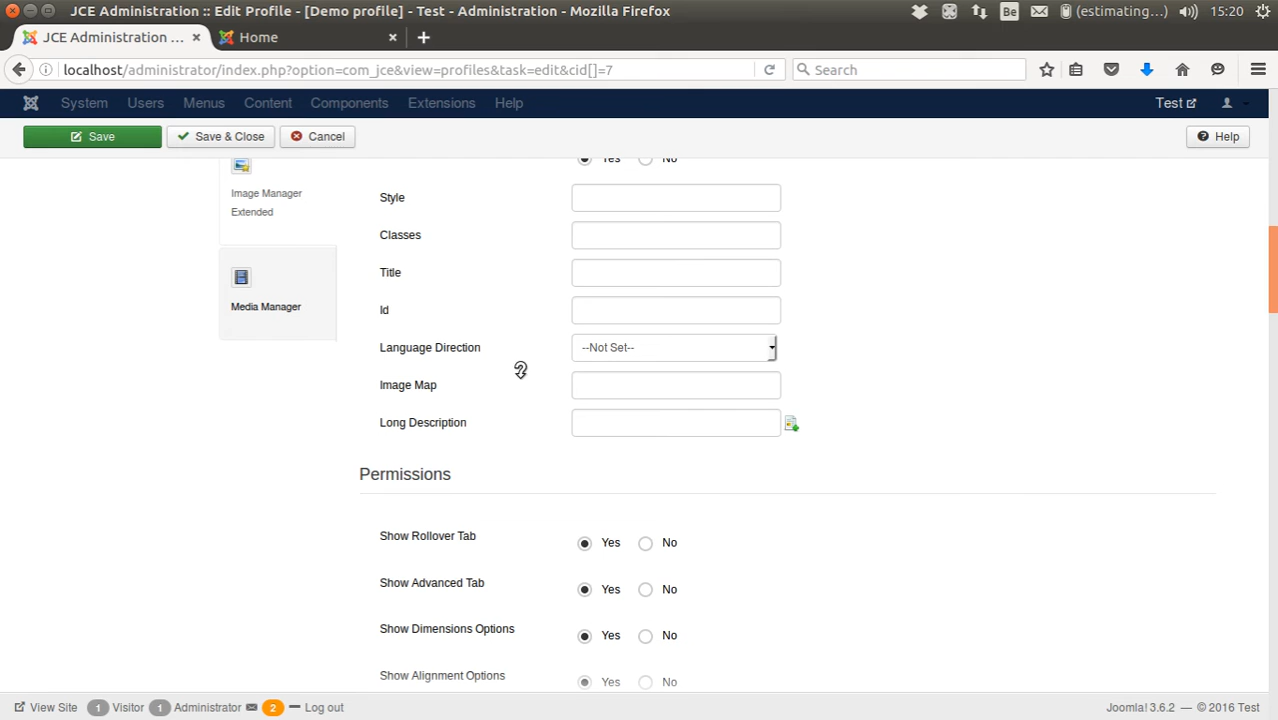 JCE Administration :: Edit Profile - [Demo profile] - Test - Administration - Mozilla Firefox
Be
(estimating...)
15:20
JCE Administration ...
Home
localhost/administrator/index.php?option=com_jce&view=profiles&task=edit&cid[]=7
Search
System
Users
Menus
Content
Components
Extensions
Help
Test
Save
Save & Close
Cancel
Help
Image Manager
Extended
Media Manager
Yes No
Style
Classes
Title
Id
Language Direction
--Not Set--
Image Map
Long Description
Permissions
Show Rollover Tab
Yes No
Show Advanced Tab
Yes No
Show Dimensions Options
Yes No
Show Alignment Options
Yes No
View Site
1 Visitor
1 Administrator
2
Log out
Joomla! 3.6.2 — © 2016 Test